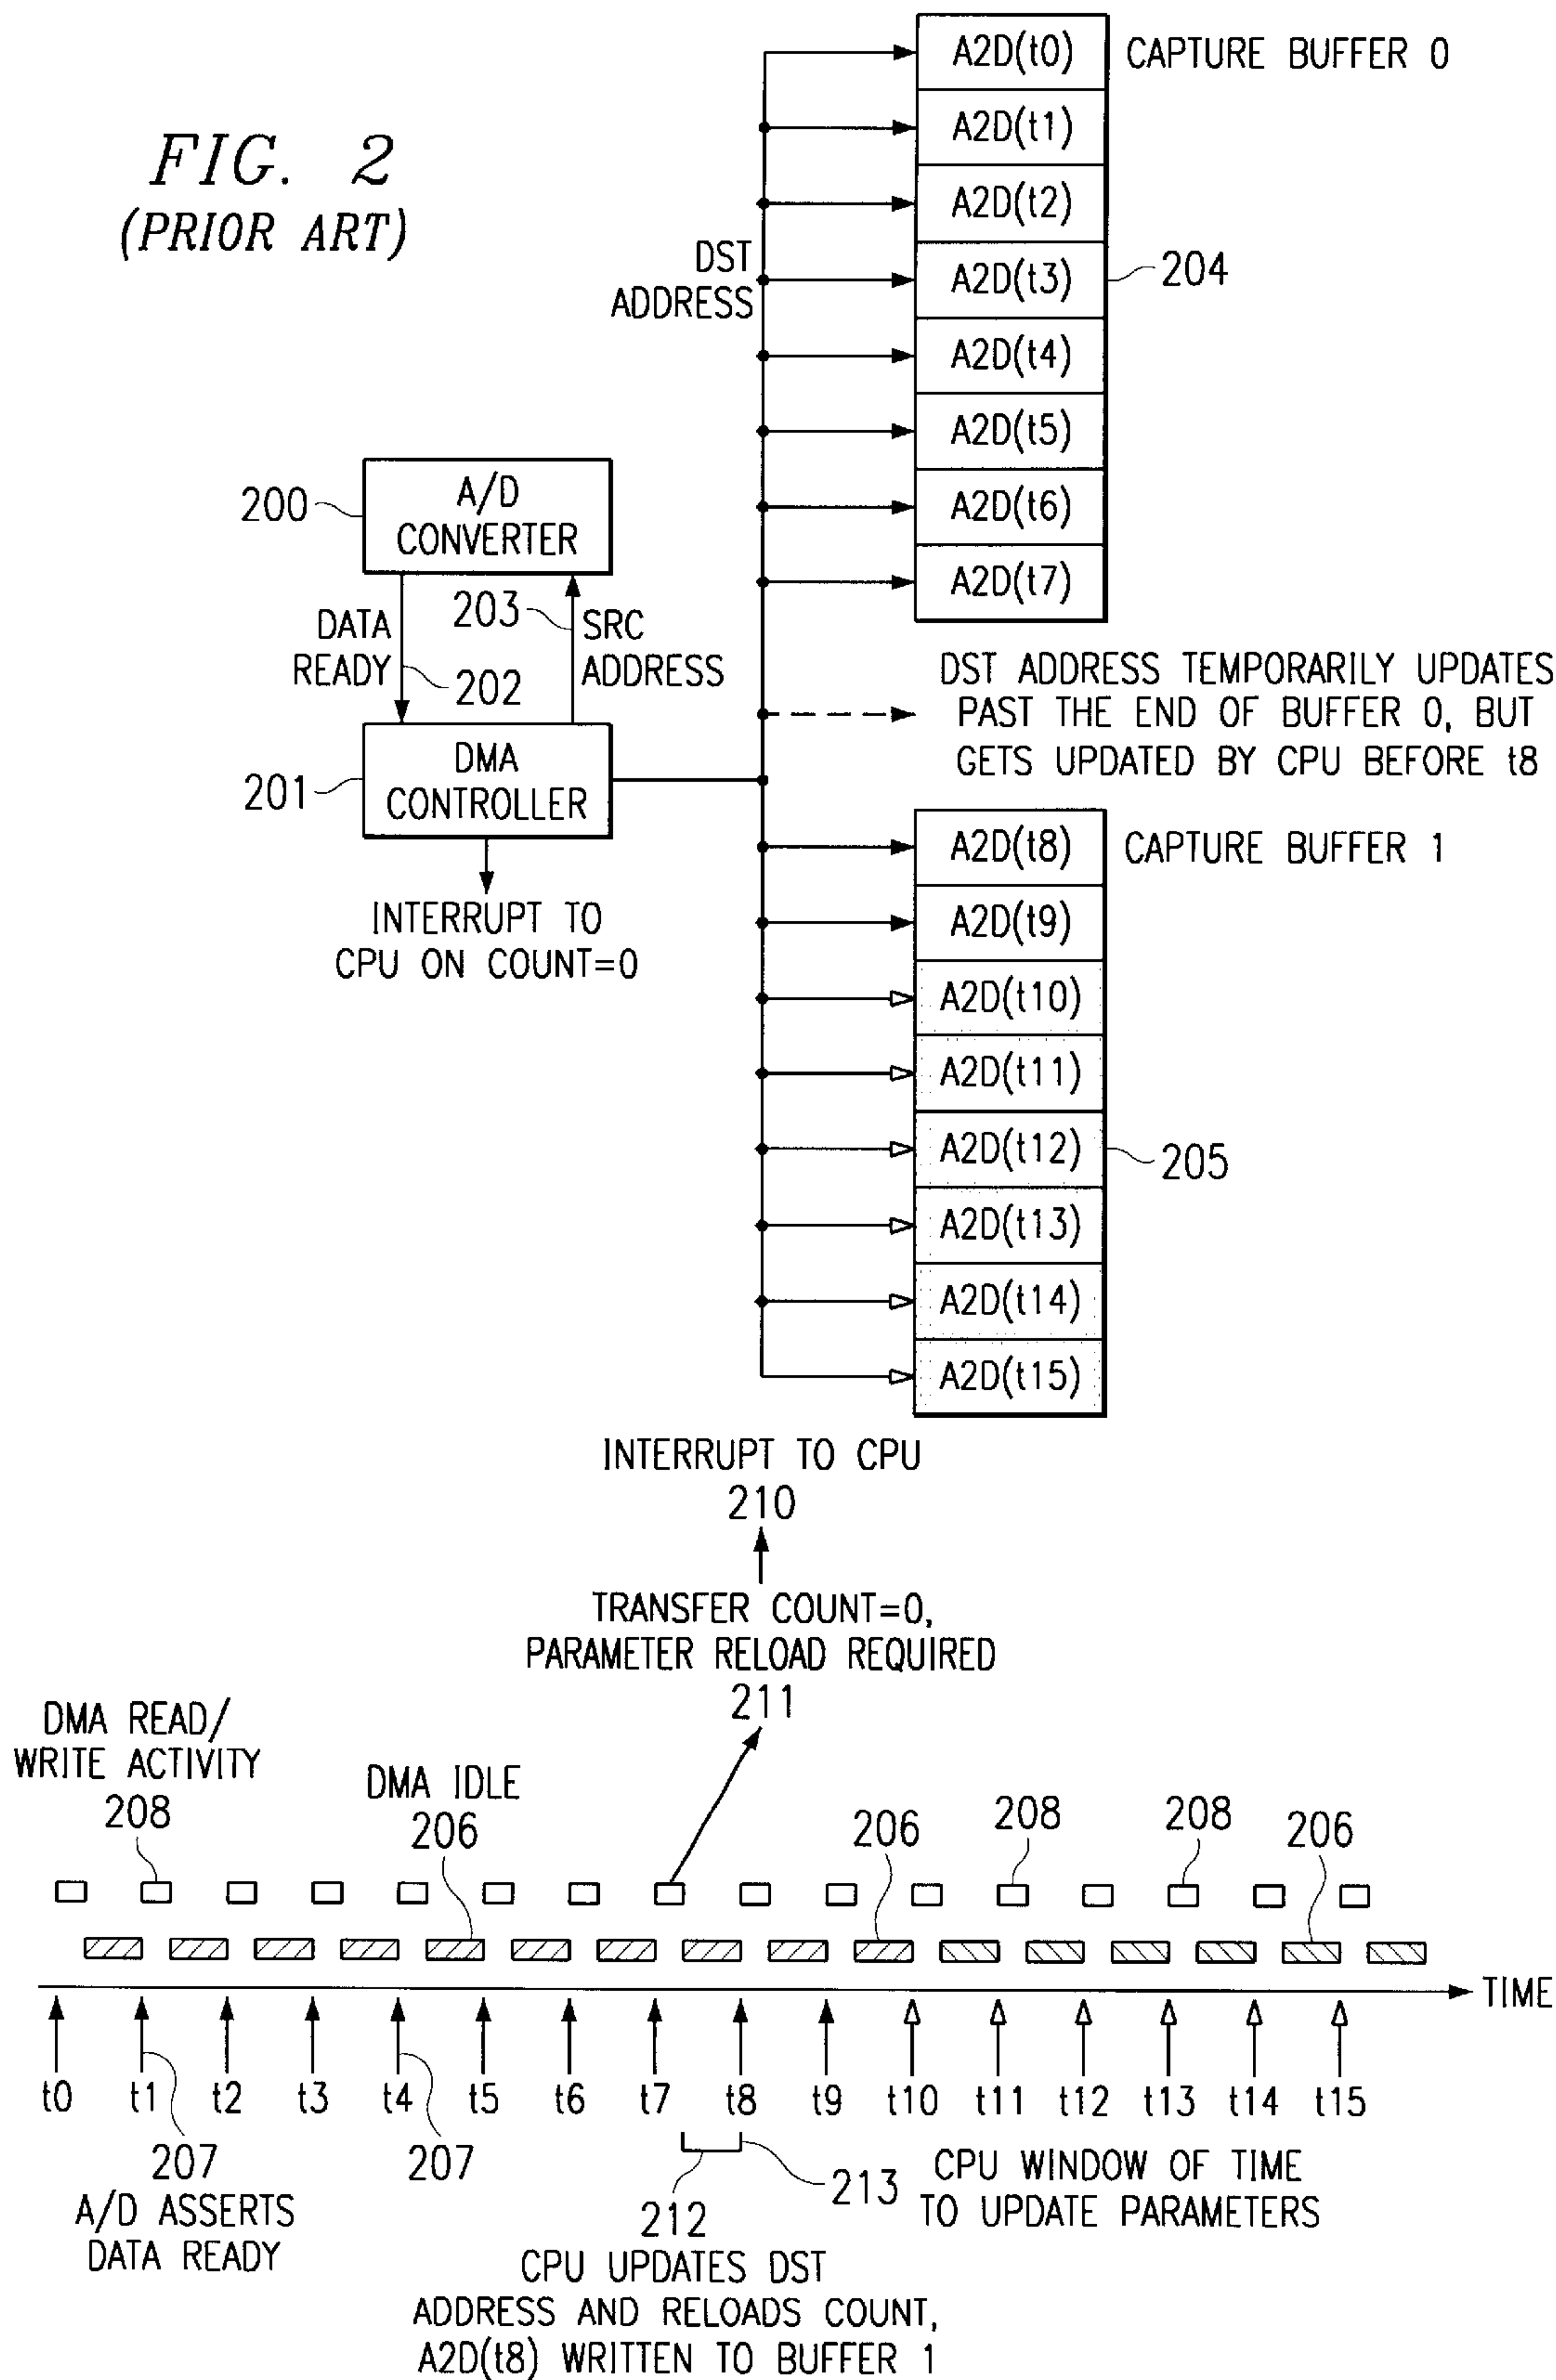 FIG. 2
(PRIOR ART)
A2D(t0)
CAPTURE BUFFER 0
A2D(t1)
A2D(t2)
DST
ADDRESS
A2D(t3)
204
A2D(t4)
A2D(t5)
A2D(t6)
A2D(t7)
200
A/D
CONVERTER
DATA
READY
202
203
SRC
ADDRESS
201
DMA
CONTROLLER
INTERRUPT TO
CPU ON COUNT=0
DST ADDRESS TEMPORARILY UPDATES
PAST THE END OF BUFFER 0, BUT
GETS UPDATED BY CPU BEFORE t8
A2D(t8)
CAPTURE BUFFER 1
A2D(t9)
A2D(t10)
A2D(t11)
A2D(t12)
205
A2D(t13)
A2D(t14)
A2D(t15)
INTERRUPT TO CPU
210
TRANSFER COUNT=0,
PARAMETER RELOAD REQUIRED
211
DMA READ/
WRITE ACTIVITY
208
DMA IDLE
206
206
208
208
206
TIME
t0 t1 t2 t3 t4 t5 t6 t7 t8 t9 t10 t11 t12 t13 t14 t15
207
A/D ASSERTS
DATA READY
207
212
CPU UPDATES DST
ADDRESS AND RELOADS COUNT,
A2D(t8) WRITTEN TO BUFFER 1
213
CPU WINDOW OF TIME
TO UPDATE PARAMETERS